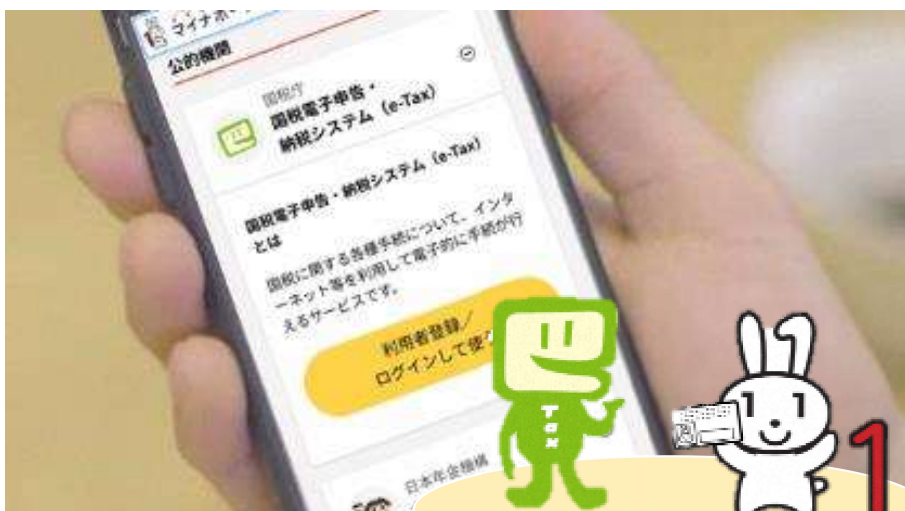 マイナポー
公的機関
国税庁
国税電子申告・
納税システム (e-Tax)
国税電子申告・納税システム (e-Tax)
とは
国税に関する各種手続について、インタ
ーネット等を利用して電子的に手続が行
えるサービスです。
利用者登録／
ログインして使
日本年金機構
Tax
1